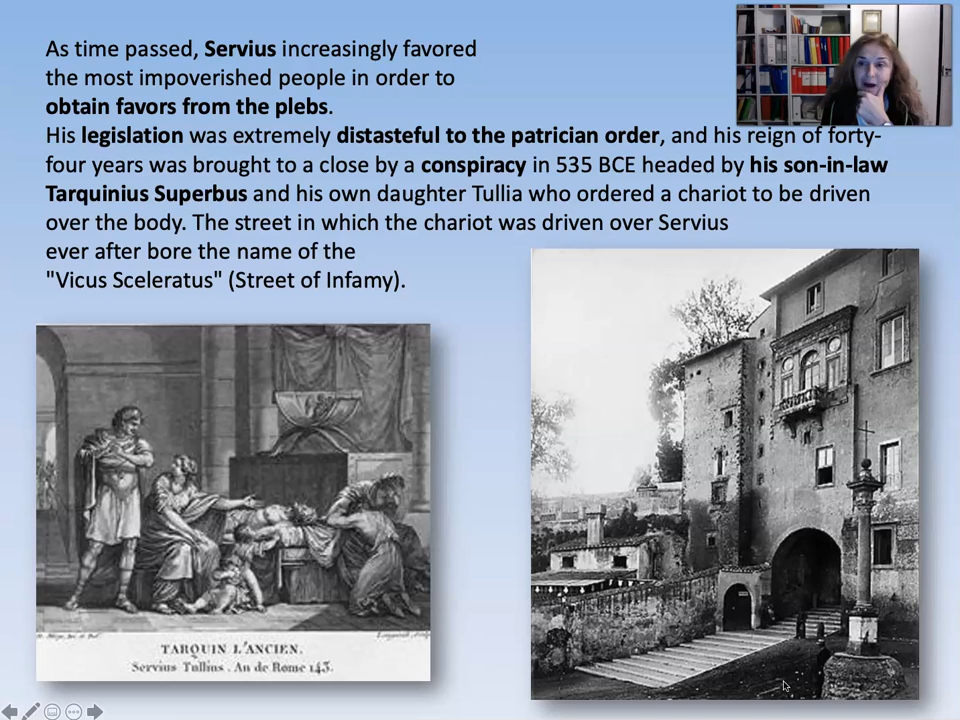 As time passed, Servius increasingly favored
the most impoverished people in order to
obtain favors from the plebs.
His legislation was extremely distasteful to the patrician order, and his reign of forty-
four years was brought to a close by a conspiracy in 535 BCE headed by his son-in-law
Tarquinius Superbus and his own daughter Tullia who ordered a chariot to be driven
over the body. The street in which the chariot was driven over Servius
ever after bore the name of the
"Vicus Sceleratus" (Street of Infamy).
TARQUIN L'ANCIEN.
Servius Tullius. An de Rome 143.